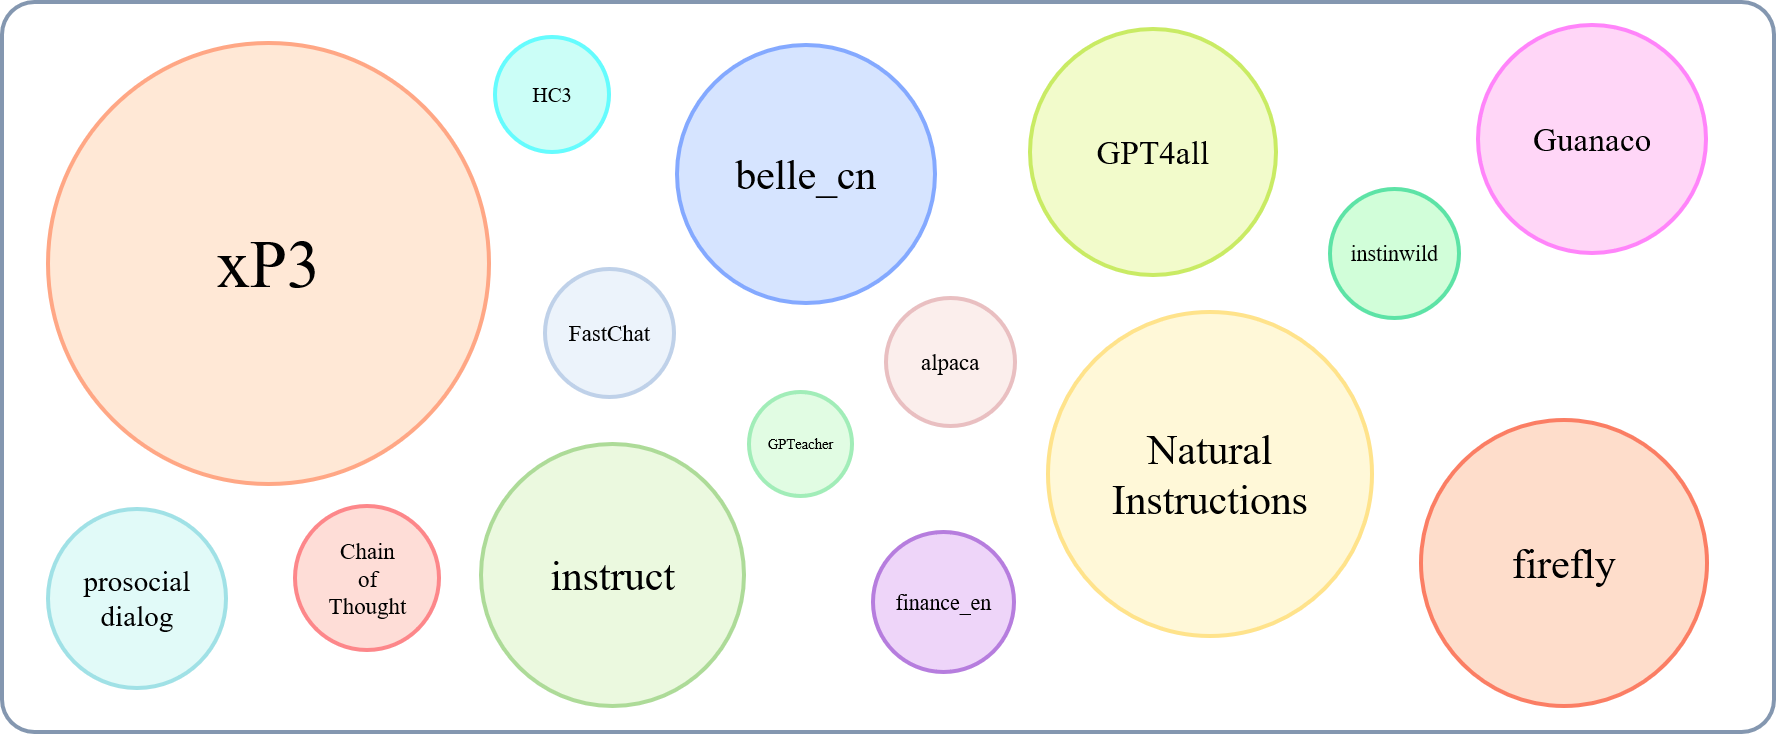 HC3
belle_cn
GPT4all
Guanaco
xP3
instinwild
FastChat
alpaca
GPTeacher
Natural
Instructions
prosocial
dialog
Chain
of
Thought
instruct
finance_en
firefly